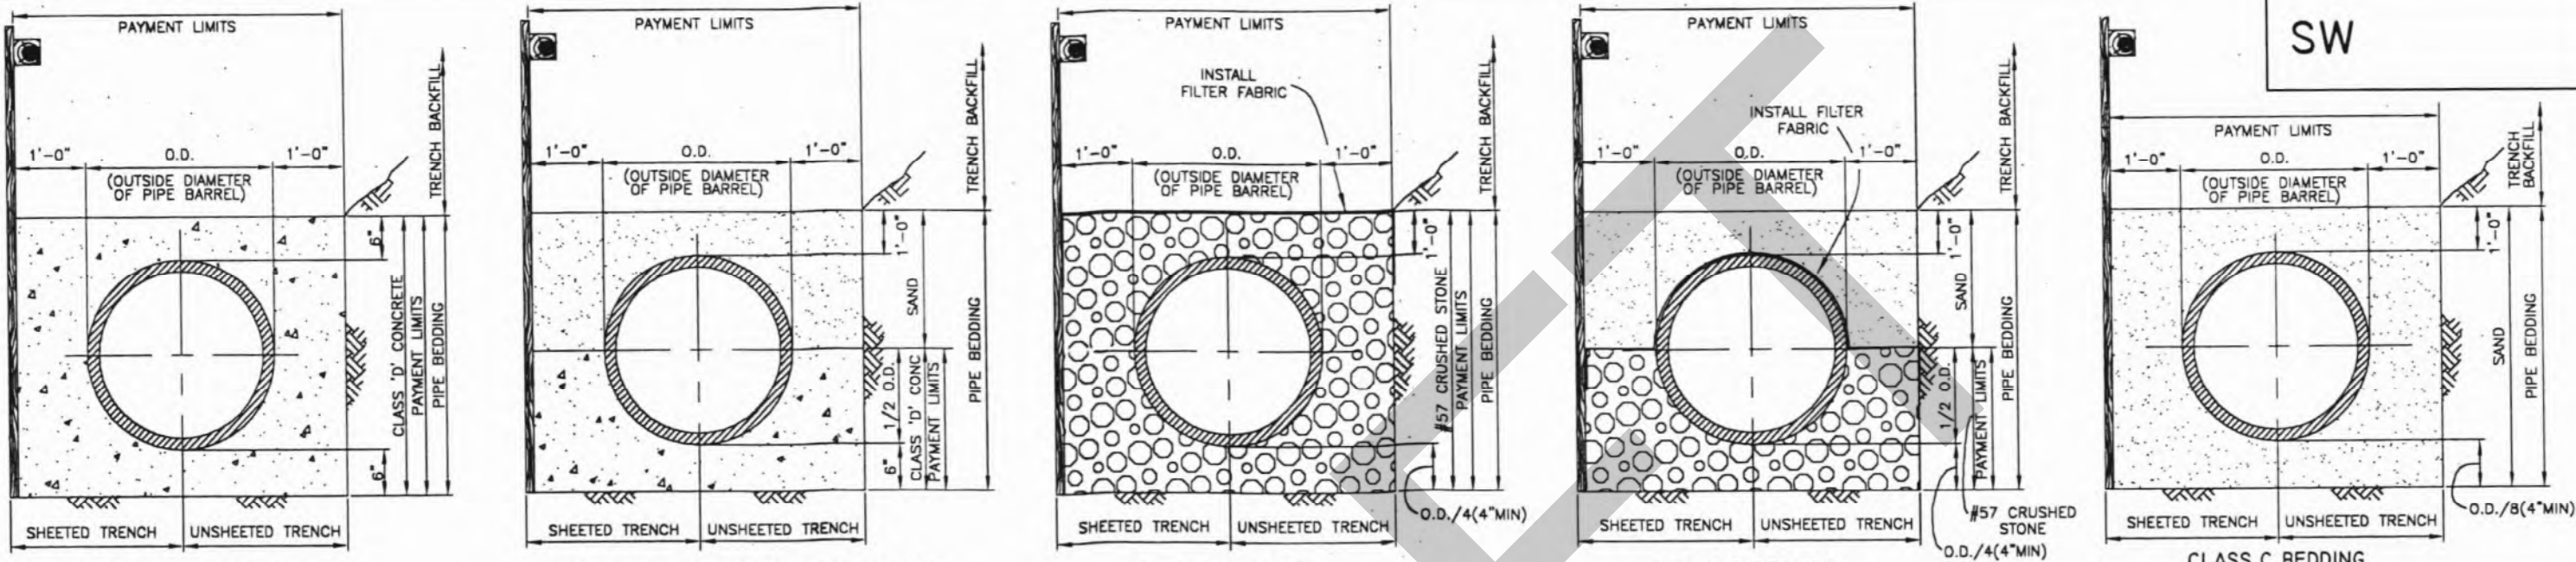 PAYMENT LIMITS
1'-0"
O.D.
1'-0"
(OUTSIDE DIAMETER
OF PIPE BARREL)
TRENCH BACKFILL
6"
CLASS 'D' CONCRETE
PAYMENT LIMITS
PIPE BEDDING
6"
SHEETED TRENCH
UNSHEETED TRENCH
PAYMENT LIMITS
1'-0"
O.D.
1'-0"
(OUTSIDE DIAMETER
OF PIPE BARREL)
TRENCH BACKFILL
1'-0"
SAND
1/2 O.D.
6"
CLASS 'D' CONC
PAYMENT LIMITS
PIPE BEDDING
SHEETED TRENCH
UNSHEETED TRENCH
PAYMENT LIMITS
INSTALL
FILTER FABRIC
1'-0"
O.D.
1'-0"
(OUTSIDE DIAMETER
OF PIPE BARREL)
TRENCH BACKFILL
1'-0"
#57 CRUSHED STONE
PAYMENT LIMITS
PIPE BEDDING
O.D./4(4"MIN)
SHEETED TRENCH
UNSHEETED TRENCH
PAYMENT LIMITS
INSTALL FILTER
FABRIC
1'-0"
O.D.
1'-0"
(OUTSIDE DIAMETER
OF PIPE BARREL)
TRENCH BACKFILL
1'-0"
SAND
1/2 O.D.
PAYMENT LIMITS
PIPE BEDDING
#57 CRUSHED
STONE
O.D./4(4"MIN)
SHEETED TRENCH
UNSHEETED TRENCH
SW
PAYMENT LIMITS
1'-0"
O.D.
1'-0"
(OUTSIDE DIAMETER
OF PIPE BARREL)
TRENCH
BACKFILL
1'-0"
SAND
PIPE BEDDING
O.D./8(4"MIN)
SHEETED TRENCH
UNSHEETED TRENCH
CLASS C BEDDING